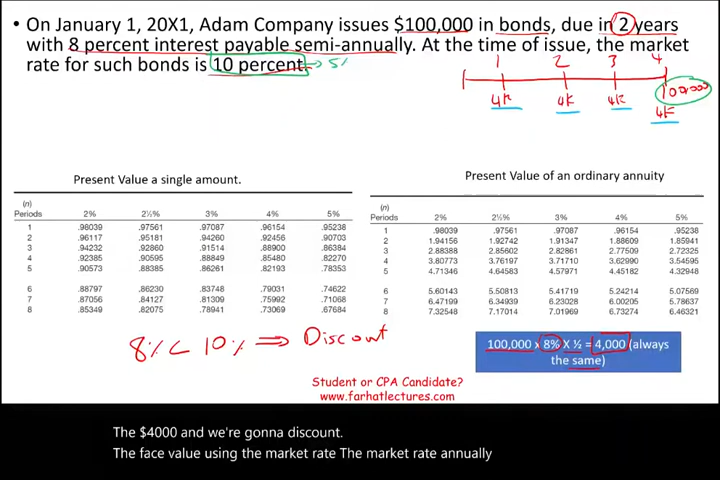 • On January 1, 20X1, Adam Company issues $100,000 in bonds, due in 2 years
with 8 percent interest payable semi-annually. At the time of issue, the market
rate for such bonds is 10 percent. → 5%
1 2 3 4
4K 4K 4K 100,000
4K
Present Value a single amount.
(n)
Periods 2% 2½% 3% 4% 5%
1 .98039 .97561 .97087 .96154 .95238
2 .96117 .95181 .94260 .92456 .90703
3 .94232 .92860 .91514 .88900 .86384
4 .92385 .90595 .88849 .85480 .82270
5 .90573 .88385 .86261 .82193 .78353
6 .88797 .86230 .83748 .79031 .74622
7 .87056 .84127 .81309 .75992 .71068
8 .85349 .82075 .78941 .73069 .67684
Present Value of an ordinary annuity
(n)
Periods 2% 2½% 3% 4% 5%
1 .98039 .97561 .97087 .96154 .95238
2 1.94156 1.92742 1.91347 1.88609 1.85941
3 2.88388 2.85602 2.82861 2.77509 2.72325
4 3.80773 3.76197 3.71710 3.62990 3.54595
5 4.71346 4.64583 4.57971 4.45182 4.32948
6 5.60143 5.50813 5.41719 5.24214 5.07569
7 6.47199 6.34939 6.23028 6.00205 5.78637
8 7.32548 7.17014 7.01969 6.73274 6.46321
8% < 10% ⇒ Discount
100,000 x 8% X ½ = 4,000 (always
the same)
Student or CPA Candidate?
www.farhatlectures.com
The $4000 and we're gonna discount.
The face value using the market rate The market rate annually